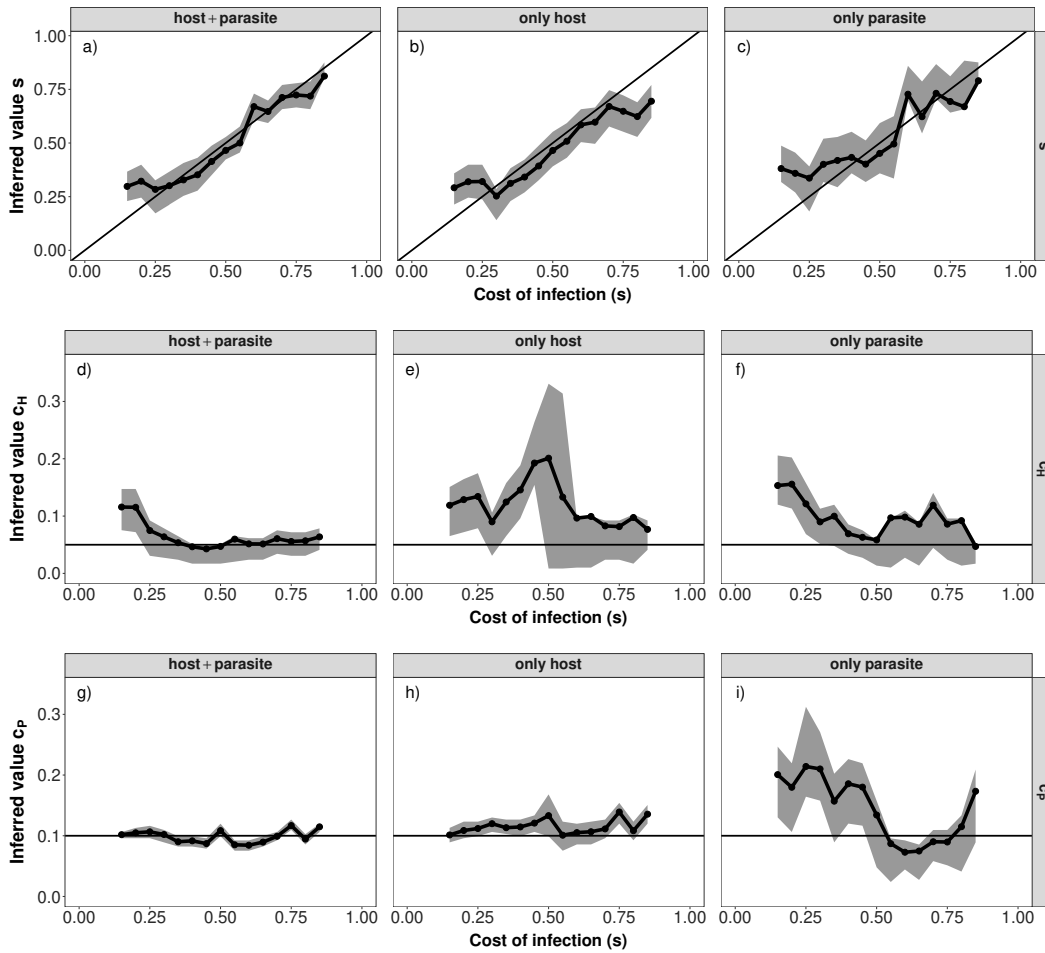 host + parasite
only host
only parasite
a)
b)
c)
1.00
0.75
0.50
0.25
0.00
Inferred value s
s
0.00 0.25 0.50 0.75 1.00
0.00 0.25 0.50 0.75 1.00
0.00 0.25 0.50 0.75 1.00
Cost of infection (s)
host + parasite
only host
only parasite
d)
e)
f)
0.3
0.2
0.1
0.0
Inferred value cH
cH
0.00 0.25 0.50 0.75 1.00
0.00 0.25 0.50 0.75 1.00
0.00 0.25 0.50 0.75 1.00
Cost of infection (s)
host + parasite
only host
only parasite
g)
h)
i)
0.3
0.2
0.1
0.0
Inferred value cP
cP
0.00 0.25 0.50 0.75 1.00
0.00 0.25 0.50 0.75 1.00
0.00 0.25 0.50 0.75 1.00
Cost of infection (s)